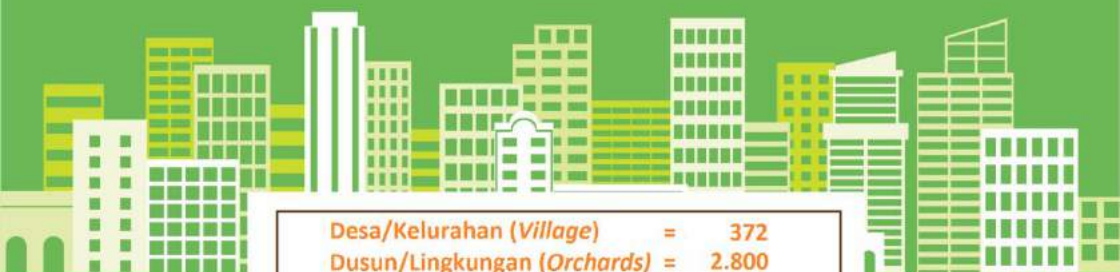 Desa/Kelurahan (Village) = 372
Dusun/Lingkungan (Orchards) = 2.800